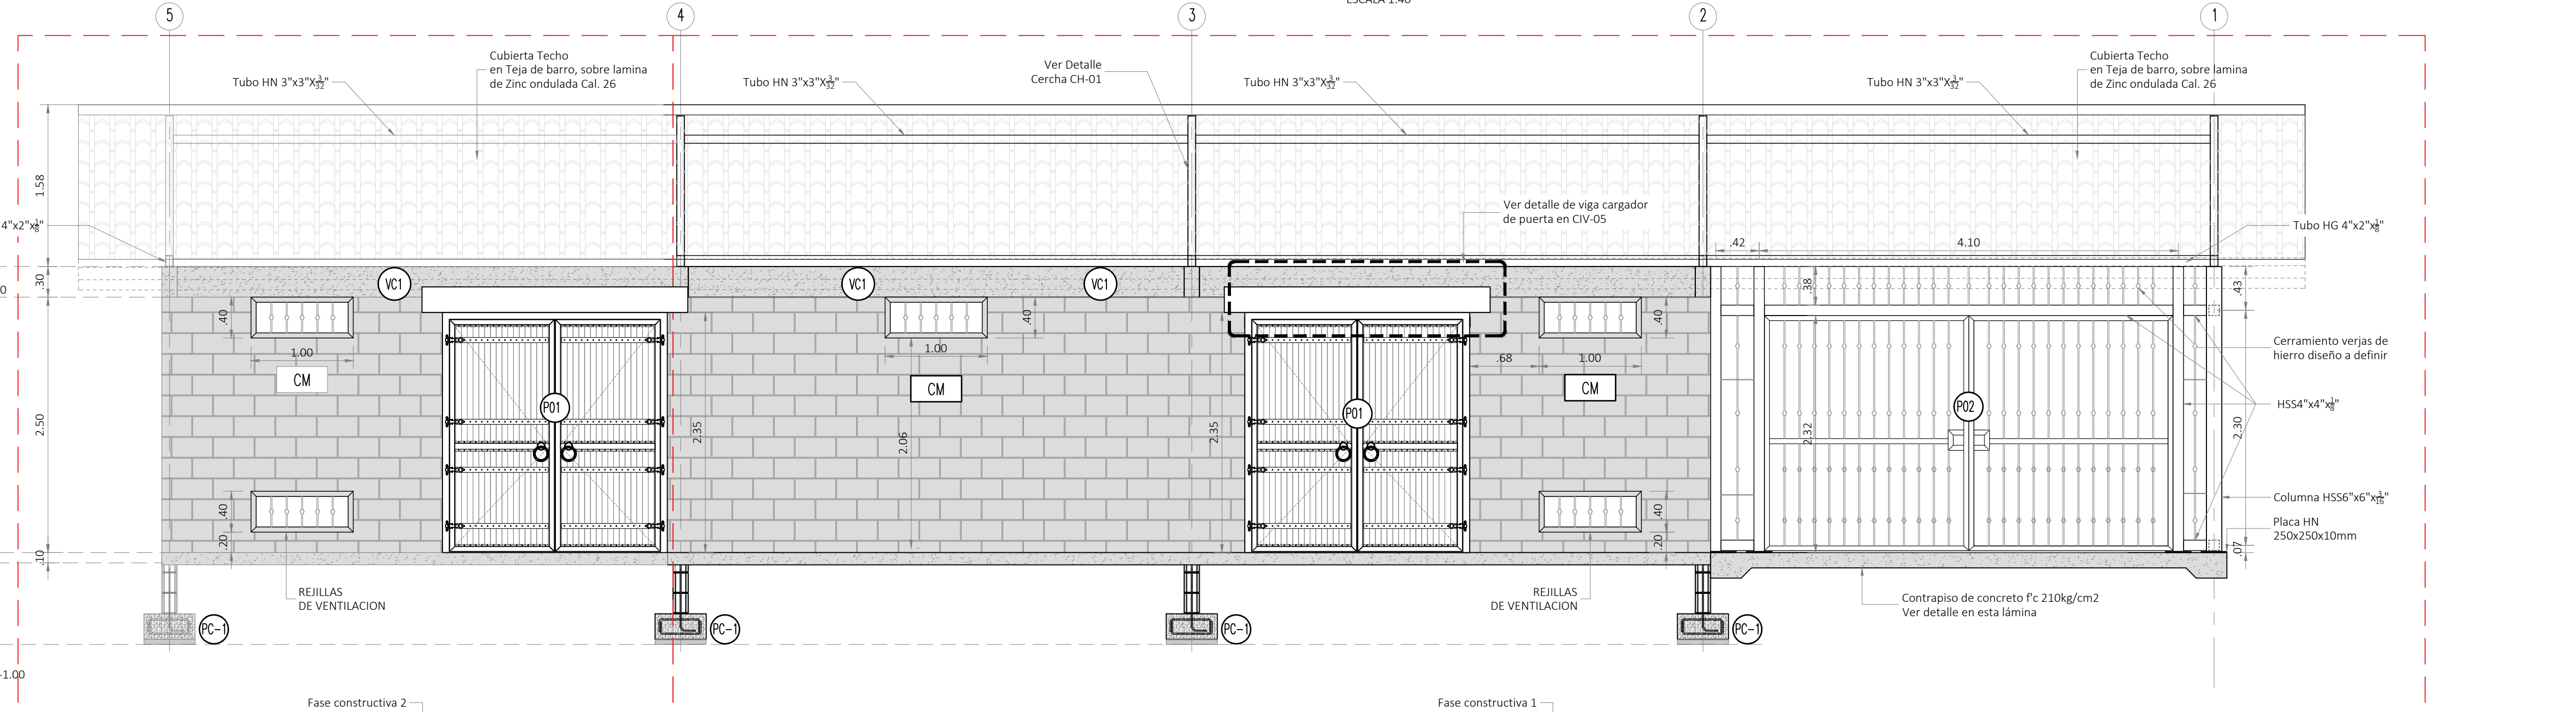 ESCALA 1:40
5
4
3
2
1
Cubierta Techo
en Teja de barro, sobre lamina
de Zinc ondulada Cal. 26
Tubo HN 3"x3"X3/32"
Tubo HN 3"x3"X3/32"
Ver Detalle
Cercha CH-01
Tubo HN 3"x3"X3/32"
Tubo HN 3"x3"X3/32"
Cubierta Techo
en Teja de barro, sobre lamina
de Zinc ondulada Cal. 26
1.58
4"x2"x1/8"
Ver detalle de viga cargador
de puerta en CIV-05
.42
4.10
Tubo HG 4"x2"x1/8"
.30
0
VC1
VC1
VC1
.38
.43
.40
.40
.40
1.00
1.00
.68
1.00
CM
CM
CM
Cerramiento verjas de
hierro diseño a definir
P01
P01
P02
HSS4"x4"x1/8"
2.50
2.35
2.06
2.35
2.32
2.30
Columna HSS6"x6"x3/16"
.40
.40
Placa HN
250x250x10mm
.20
.20
.07
.10
REJILLAS
DE VENTILACION
REJILLAS
DE VENTILACION
Contrapiso de concreto f'c 210kg/cm2
Ver detalle en esta lámina
PC-1
PC-1
PC-1
PC-1
-1.00
Fase constructiva 2
Fase constructiva 1